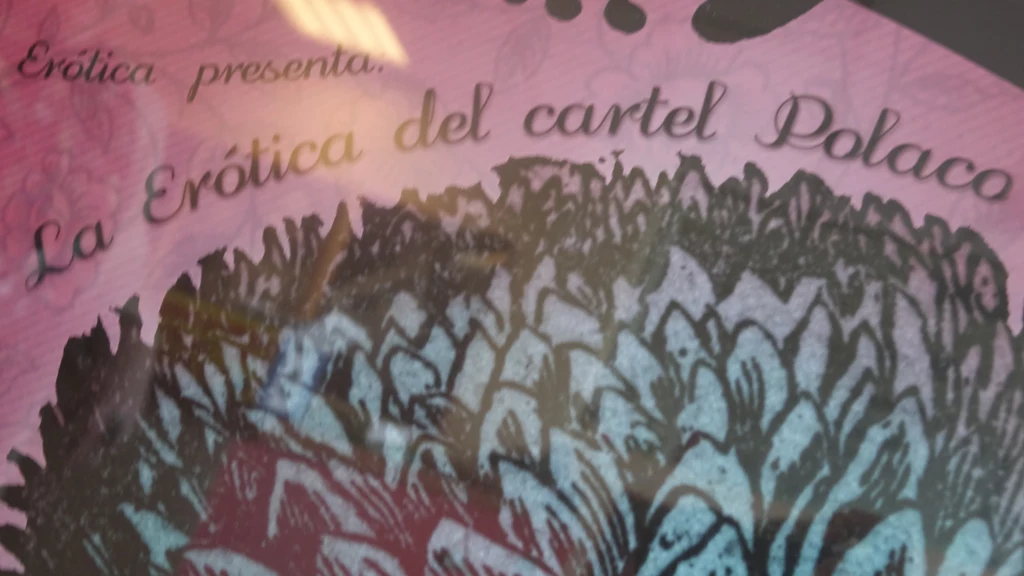 Erótica presenta:
La Erótica del cartel Polaco